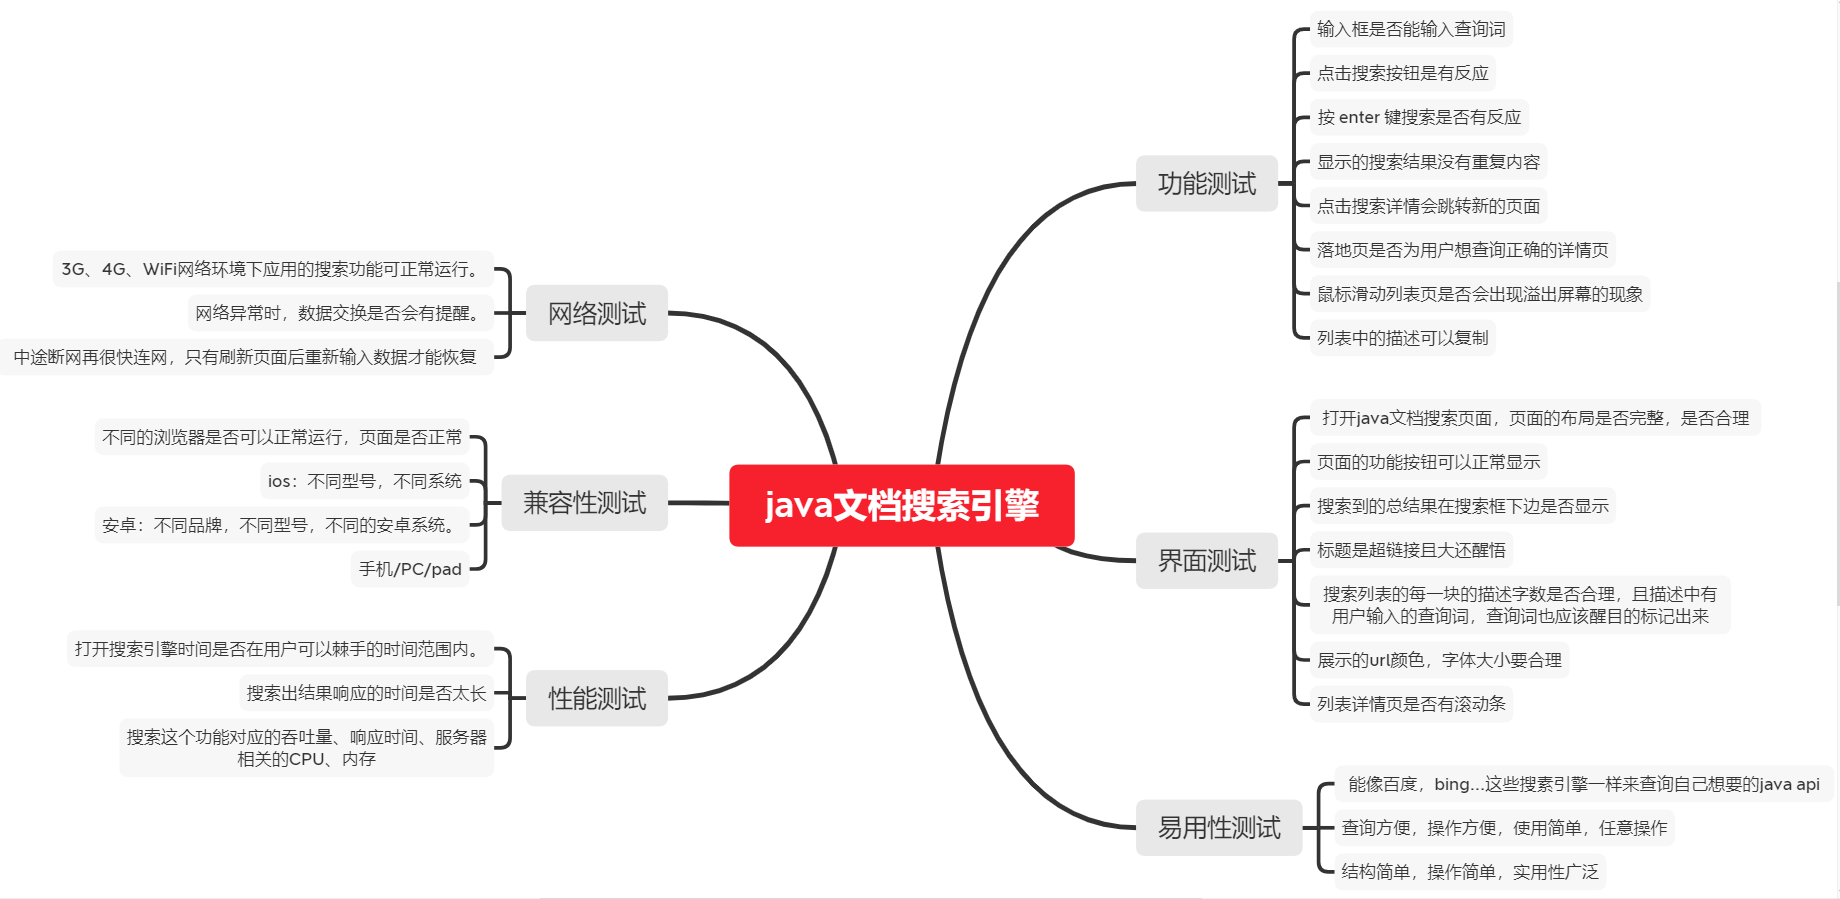 java文档搜索引擎
功能测试
输入框是否能输入查询词
点击搜索按钮是有反应
按 enter 键搜索是否有反应
显示的搜索结果没有重复内容
点击搜索详情会跳转新的页面
落地页是否为用户想查询正确的详情页
鼠标滑动列表页是否会出现溢出屏幕的现象
列表中的描述可以复制
界面测试
打开java文档搜索页面，页面的布局是否完整，是否合理
页面的功能按钮可以正常显示
搜索到的总结果在搜索框下边是否显示
标题是超链接且大还醒悟
搜索列表的每一块的描述字数是否合理，且描述中有
用户输入的查询词，查询词也应该醒目的标记出来
展示的url颜色，字体大小要合理
列表详情页是否有滚动条
易用性测试
能像百度，bing...这些搜素引擎一样来查询自己想要的java api
查询方便，操作方便，使用简单，任意操作
结构简单，操作简单，实用性广泛
网络测试
3G、4G、WiFi网络环境下应用的搜索功能可正常运行。
网络异常时，数据交换是否会有提醒。
中途断网再很快连网，只有刷新页面后重新输入数据才能恢复
兼容性测试
不同的浏览器是否可以正常运行，页面是否正常
ios：不同型号，不同系统
安卓：不同品牌，不同型号，不同的安卓系统。
手机/PC/pad
性能测试
打开搜索引擎时间是否在用户可以棘手的时间范围内。
搜索出结果响应的时间是否太长
搜索这个功能对应的吞吐量、响应时间、服务器
相关的CPU、内存